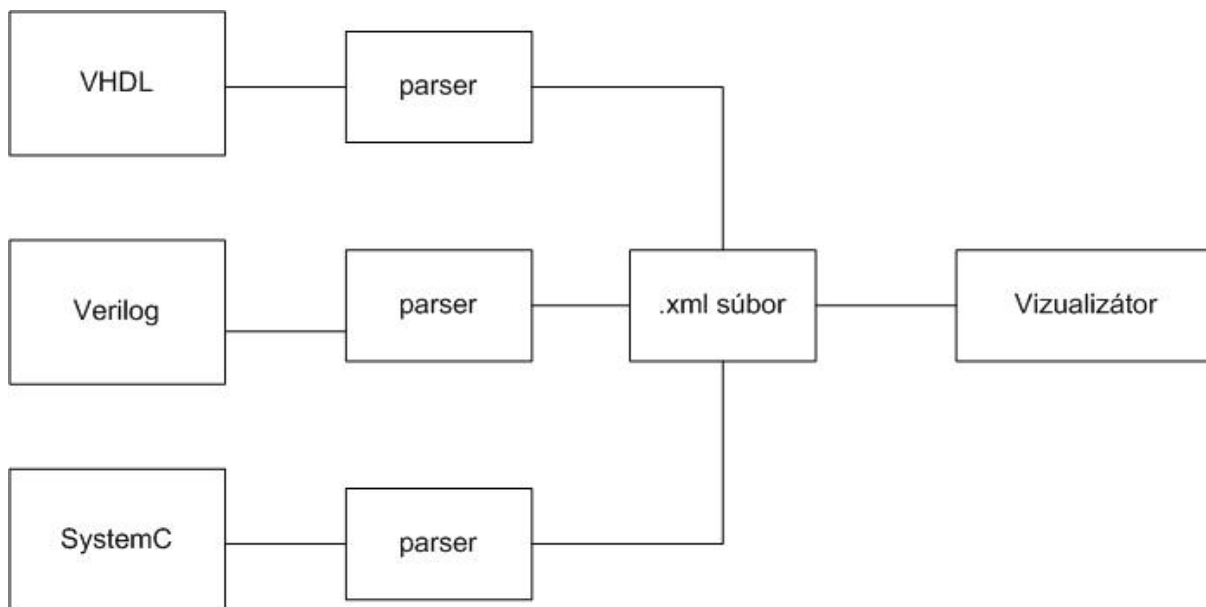 VHDL
parser
Verilog
parser
.xml súbor
Vizualizátor
SystemC
parser